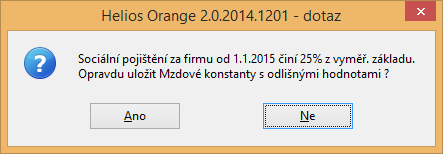 Helios Orange 2.0.2014.1201 - dotaz
Sociální pojištění za firmu od 1.1.2015 činí 25% z vyměř. základu.
Opravdu uložit Mzdové konstanty s odlišnými hodnotami ?
Ano
Ne